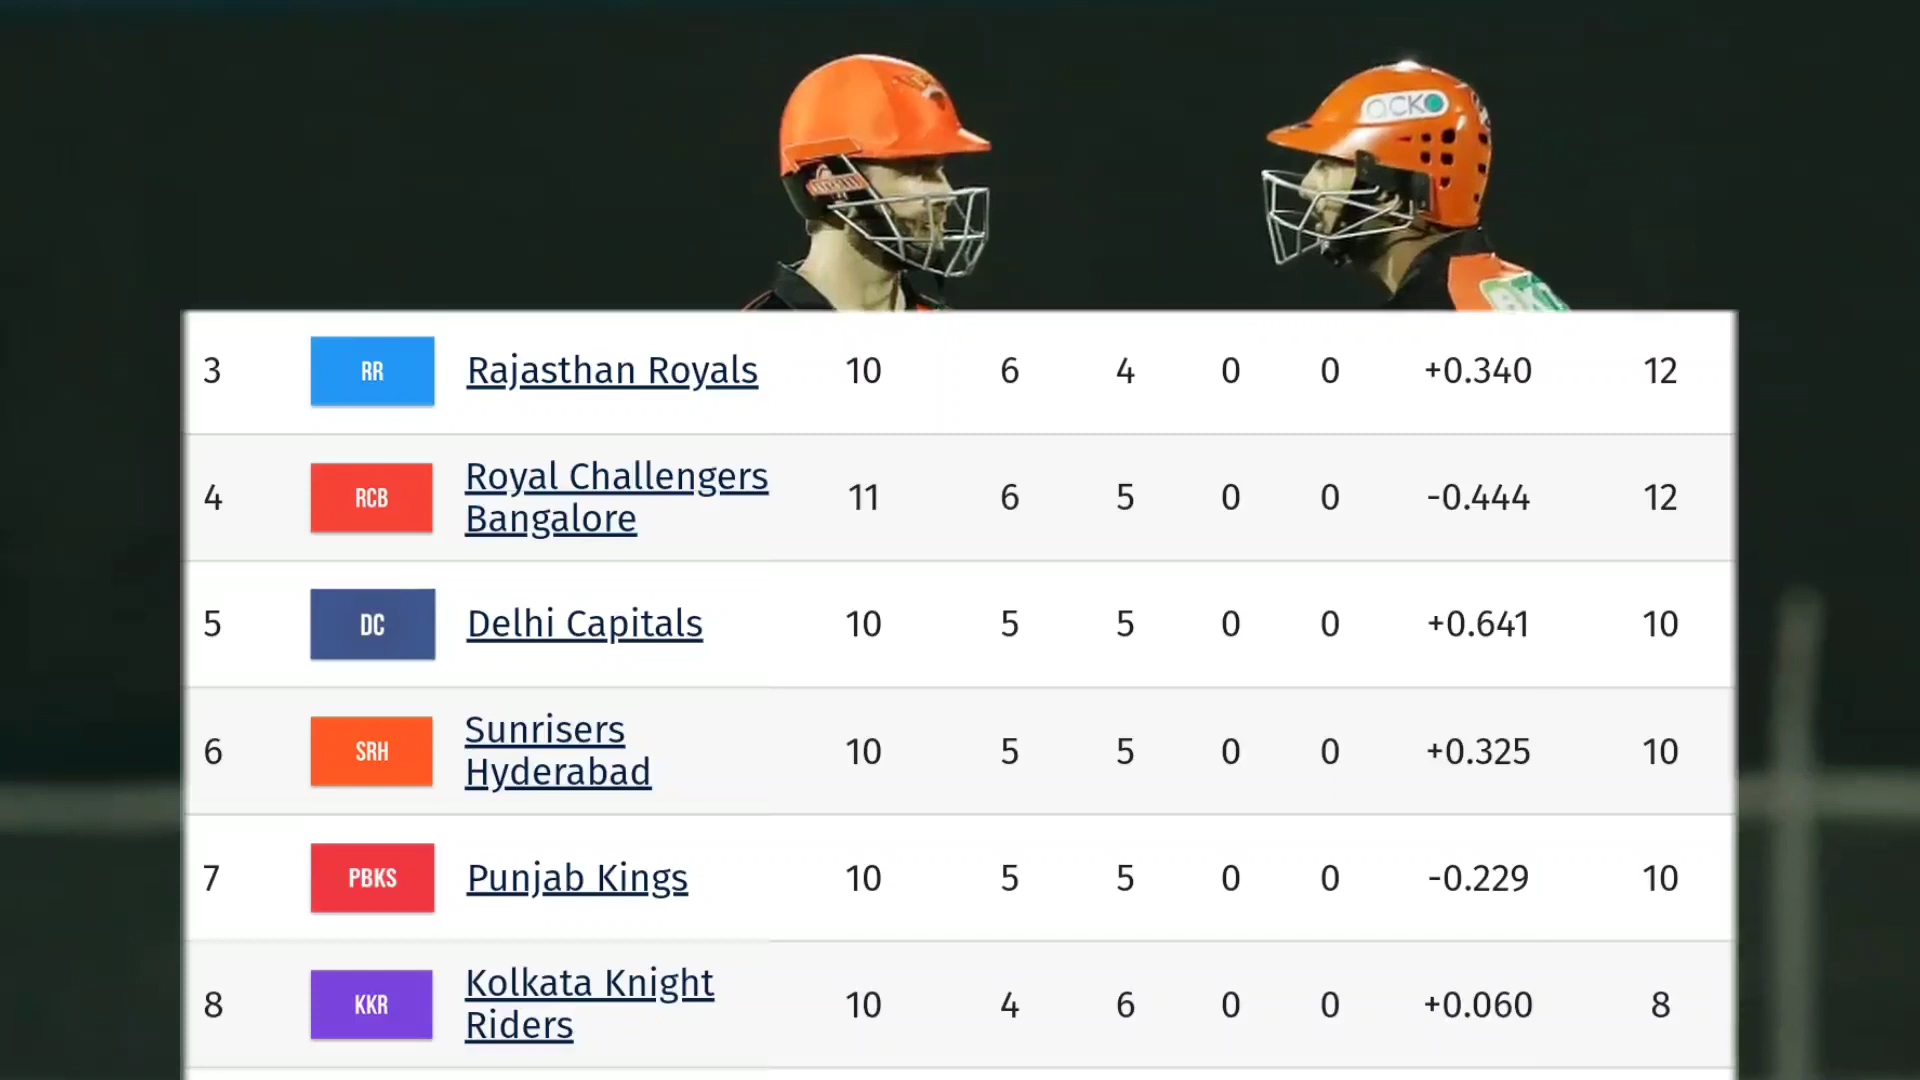 acko
3 RR Rajasthan Royals 10 6 4 0 0 +0.340 12
4 RCB Royal Challengers
Bangalore 11 6 5 0 0 -0.444 12
5 DC Delhi Capitals 10 5 5 0 0 +0.641 10
6 SRH Sunrisers
Hyderabad 10 5 5 0 0 +0.325 10
7 PBKS Punjab Kings 10 5 5 0 0 -0.229 10
8 KKR Kolkata Knight
Riders 10 4 6 0 0 +0.060 8